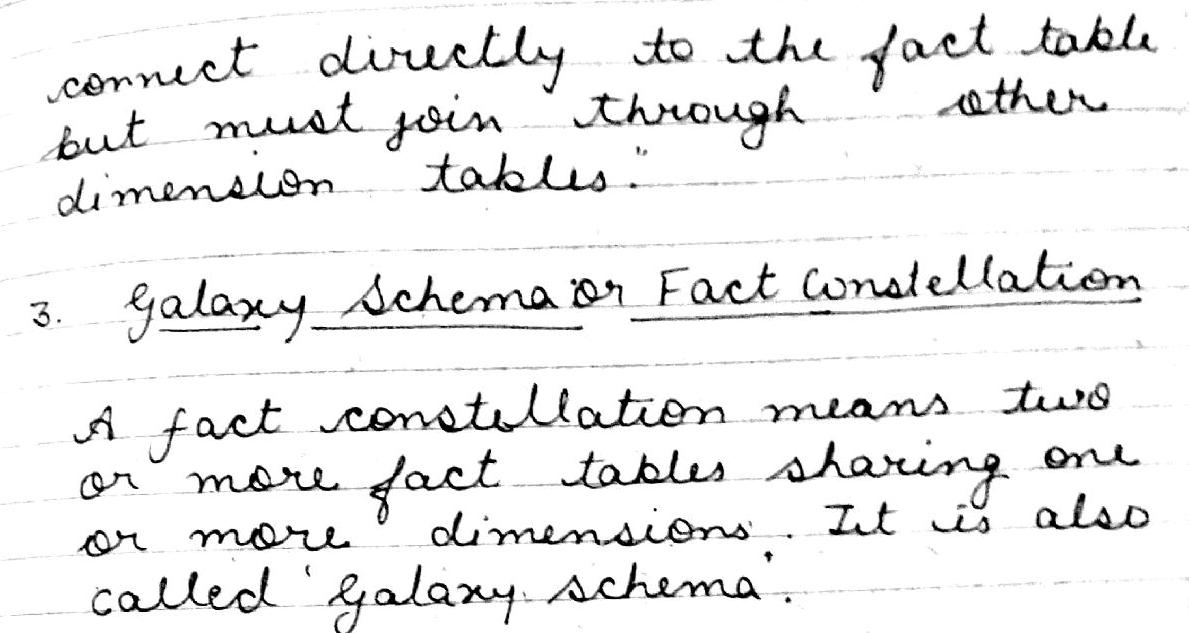 connect directly to the fact table
but must join through other
dimension tables."
3. Galaxy Schema or Fact Constellation
A fact constellation means two
or more fact tables sharing one
or more dimensions. It is also
called 'Galaxy schema'.